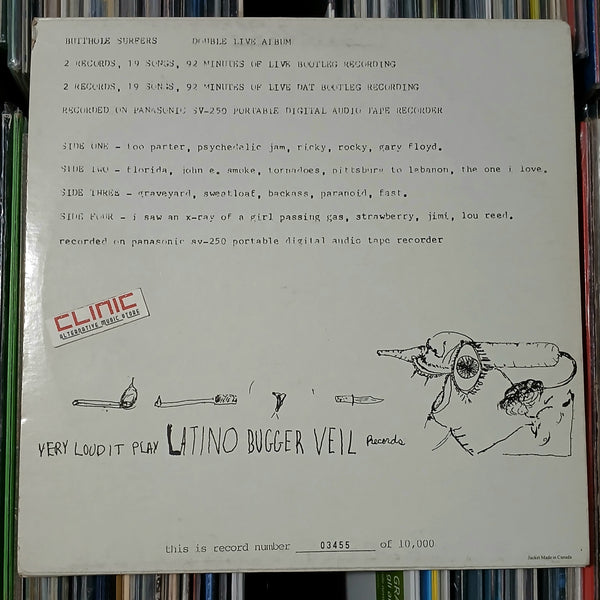 BUTTHOLE SURFERS DOUBLE LIVE ALBUM
2 RECORDS, 19 SONGS, 92 MINUTES OF LIVE BOOTLEG RECORDING
2 RECORDS, 19 SONGS, 92 MINUTES OF LIVE DAT BOOTLEG RECORDING
RECORDED ON PANASONIC SV-250 PORTABLE DIGITAL AUDIO TAPE RECORDER
SIDE ONE - too parter, psychedelic jam, ricky, rocky, gary floyd.
SIDE TWO - florida, john e. smoke, tornadoes, pittsburg to lebanon, the one i love.
SIDE THREE - graveyard, sweatloaf, backass, paranoid, fast.
SIDE FOUR - i saw an x-ray of a girl passing gas, strawberry, jimi, lou reed.
recorded on panasonic sv-250 portable digital audio tape recorder
CLINIC
ALTERNATIVE MUSIC STORE
VERY LOUD IT PLAY LATINO BUGGER VEIL Records
this is record number 03455 of 10,000
Jacket Made in Canada